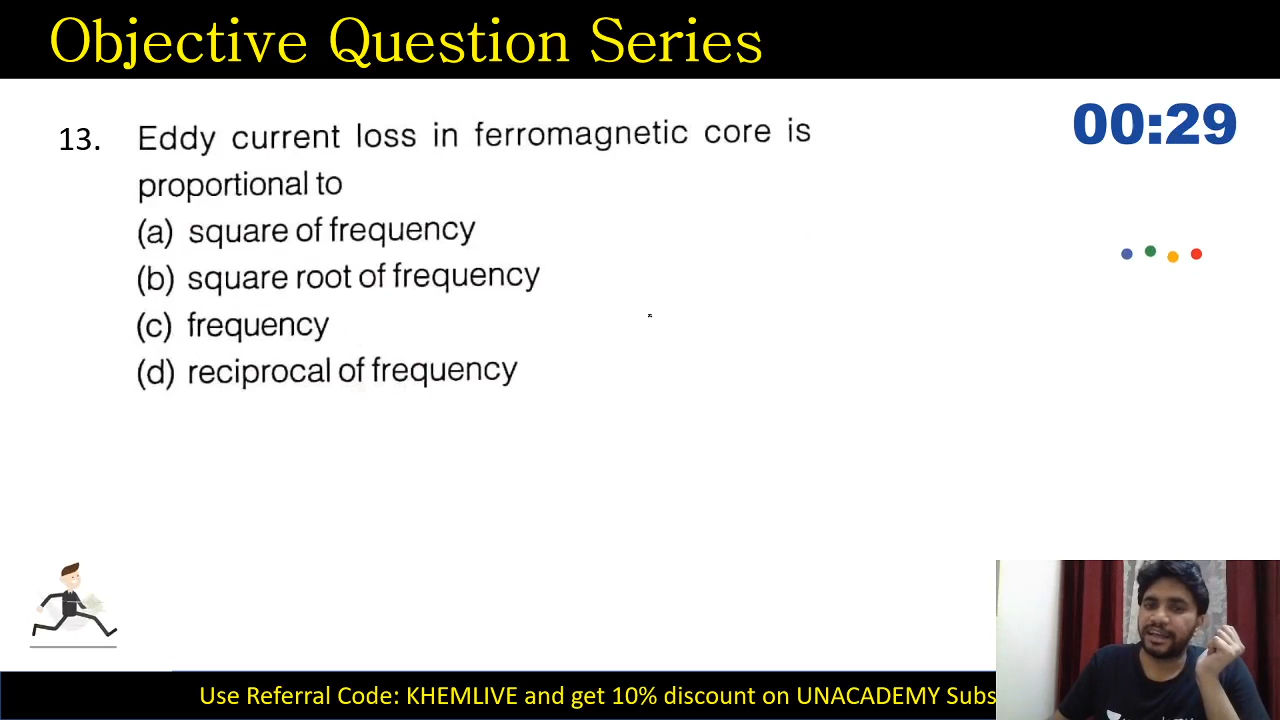 Objective Question Series
13. Eddy current loss in ferromagnetic core is
proportional to
(a) square of frequency
(b) square root of frequency
(c) frequency
(d) reciprocal of frequency
00:29
Use Referral Code: KHEMLIVE and get 10% discount on UNACADEMY Subs